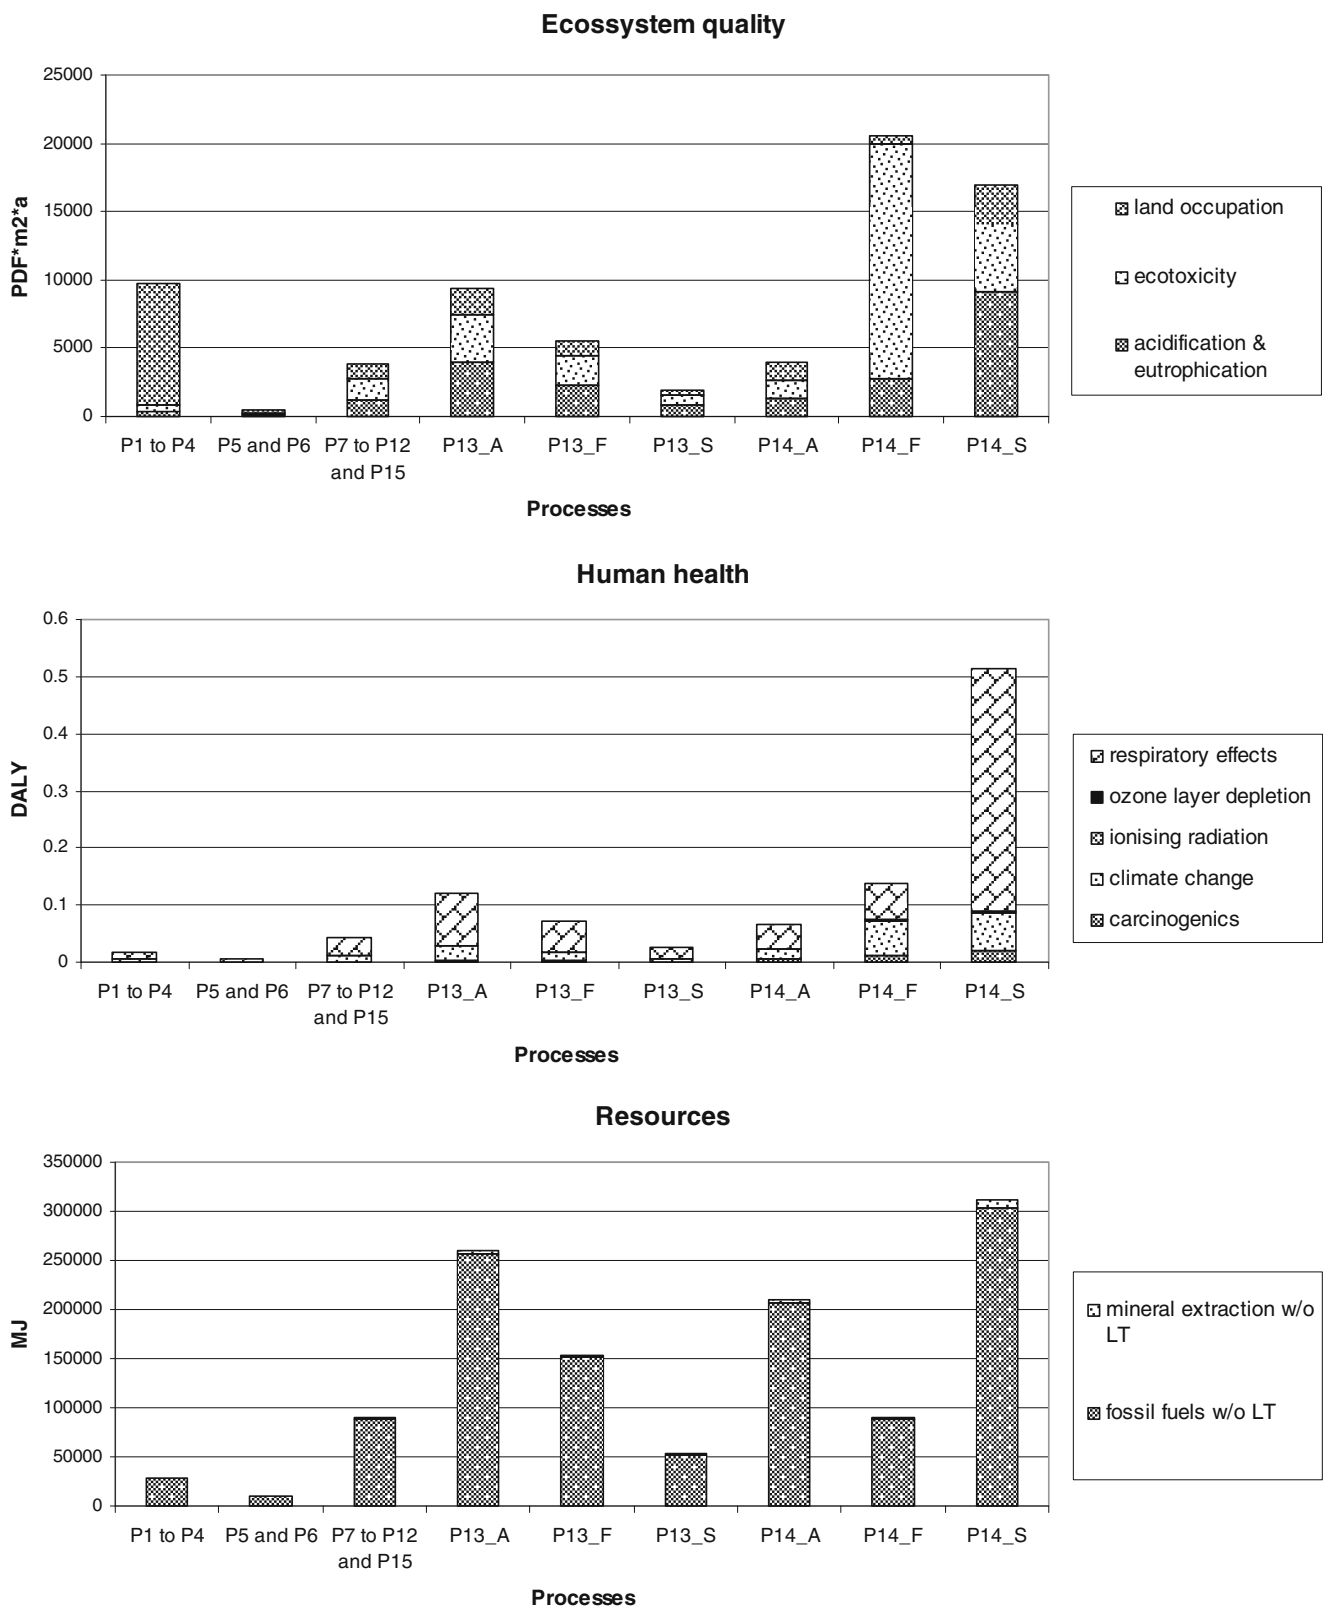 Ecossystem quality
25000
20000
15000
10000
5000
0
PDF*m2*a
P1 to P4 P5 and P6 P7 to P12 P13_A P13_F P13_S P14_A P14_F P14_S
and P15
Processes
land occupation
ecotoxicity
acidification &
eutrophication
Human health
0.6
0.5
0.4
0.3
0.2
0.1
0
DALY
P1 to P4 P5 and P6 P7 to P12 P13_A P13_F P13_S P14_A P14_F P14_S
and P15
Processes
respiratory effects
ozone layer depletion
ionising radiation
climate change
carcinogenics
Resources
350000
300000
250000
200000
150000
100000
50000
0
MJ
P1 to P4 P5 and P6 P7 to P12 P13_A P13_F P13_S P14_A P14_F P14_S
and P15
Processes
mineral extraction w/o
LT
fossil fuels w/o LT